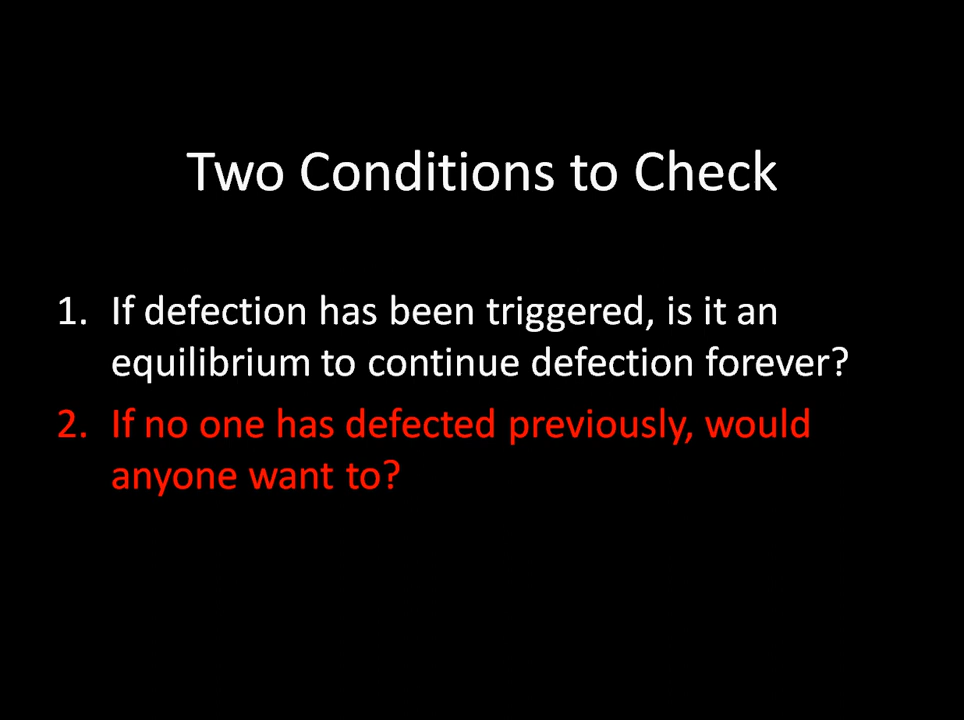 Two Conditions to Check
1. If defection has been triggered, is it an
equilibrium to continue defection forever?
2. If no one has defected previously, would
anyone want to?